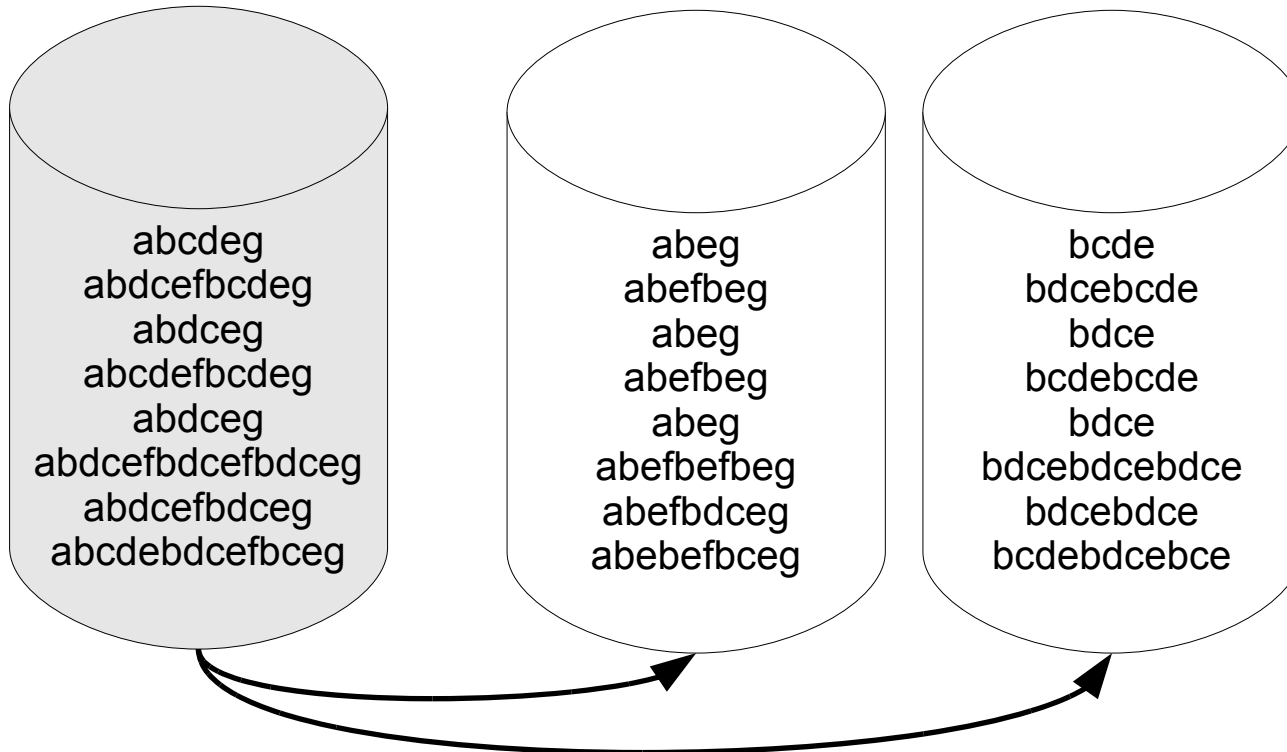 abcdeg
abdcefbcdeg
abdceg
abcdefbcdeg
abdceg
abdcefbdcefbdceg
abdcefbdceg
abcdebdcefbceg
abeg
abefbeg
abeg
abefbeg
abeg
abefbefbeg
abefbdceg
abebefbceg
bcde
bdcebcde
bdce
bcdebcde
bdce
bdcebdcebdce
bdcebdce
bcdebdcebce